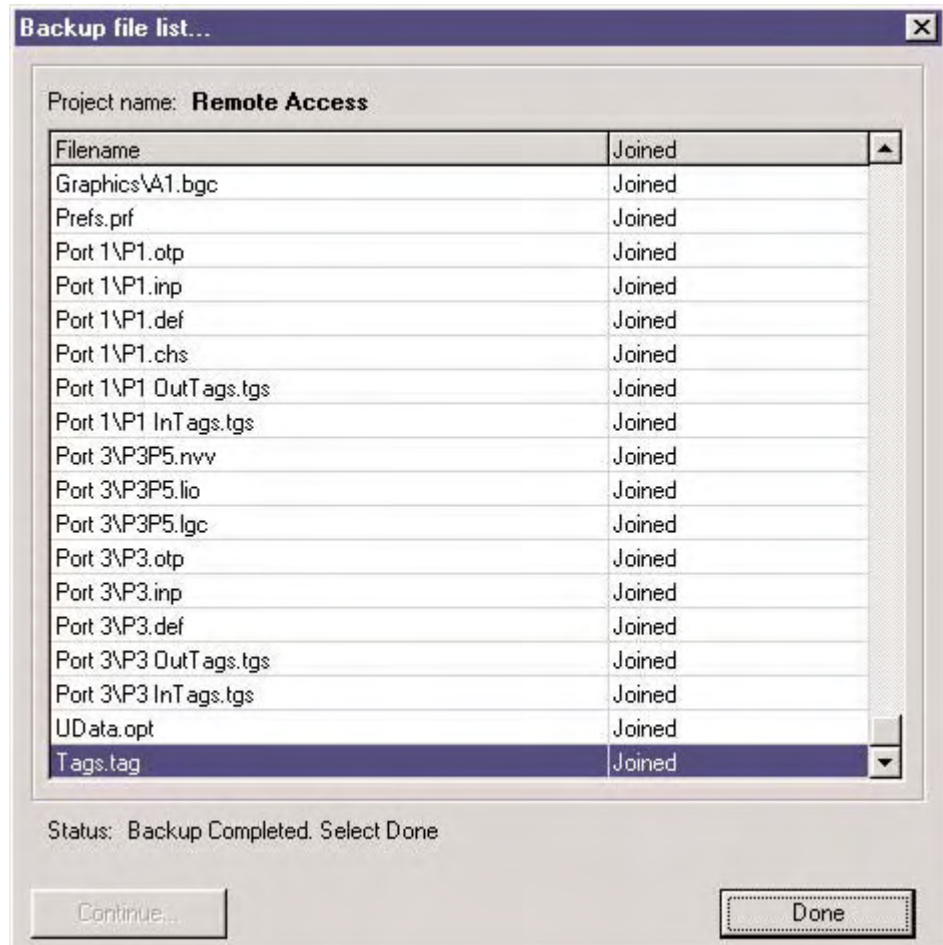 Backup file list...
Project name: Remote Access
Filename Joined
Graphics\A1.bgc Joined
Prefs.prf Joined
Port 1\P1.otp Joined
Port 1\P1.inp Joined
Port 1\P1.def Joined
Port 1\P1.chs Joined
Port 1\P1 OutTags.tgs Joined
Port 1\P1 InTags.tgs Joined
Port 3\P3P5.nvv Joined
Port 3\P3P5.lio Joined
Port 3\P3P5.lgc Joined
Port 3\P3.otp Joined
Port 3\P3.inp Joined
Port 3\P3.def Joined
Port 3\P3 OutTags.tgs Joined
Port 3\P3 InTags.tgs Joined
UData.opt Joined
Tags.tag Joined
Status: Backup Completed. Select Done
Continue...
Done